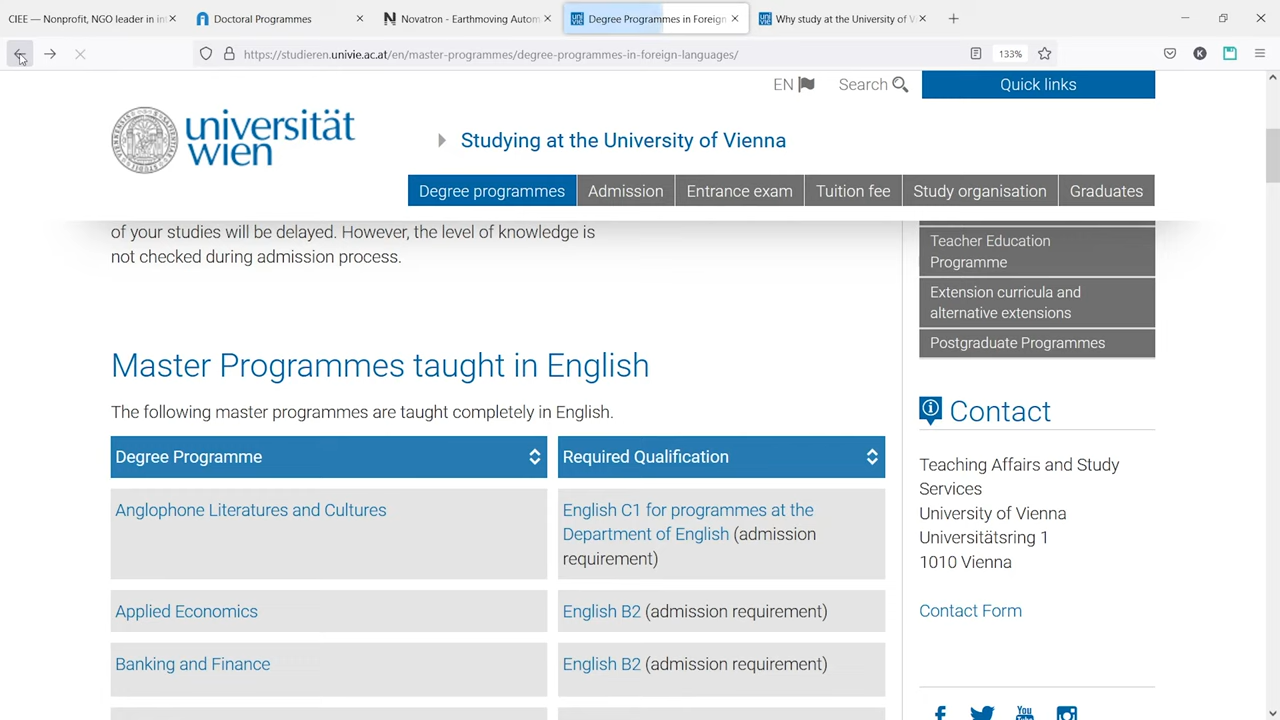 CIEE — Nonprofit, NGO leader in int
Doctoral Programmes
Novatron - Earthmoving Autom
Degree Programmes in Foreign
Why study at the University of V
https://studieren.univie.ac.at/en/master-programmes/degree-programmes-in-foreign-languages/
133%
EN
Search
Quick links
universität
wien
Studying at the University of Vienna
Degree programmes
Admission
Entrance exam
Tuition fee
Study organisation
Graduates
of your studies will be delayed. However, the level of knowledge is
not checked during admission process.
Master Programmes taught in English
The following master programmes are taught completely in English.
Degree Programme
Required Qualification
Anglophone Literatures and Cultures
English C1 for programmes at the
Department of English (admission
requirement)
Applied Economics
English B2 (admission requirement)
Banking and Finance
English B2 (admission requirement)
Teacher Education
Programme
Extension curricula and
alternative extensions
Postgraduate Programmes
Contact
Teaching Affairs and Study
Services
University of Vienna
Universitätsring 1
1010 Vienna
Contact Form